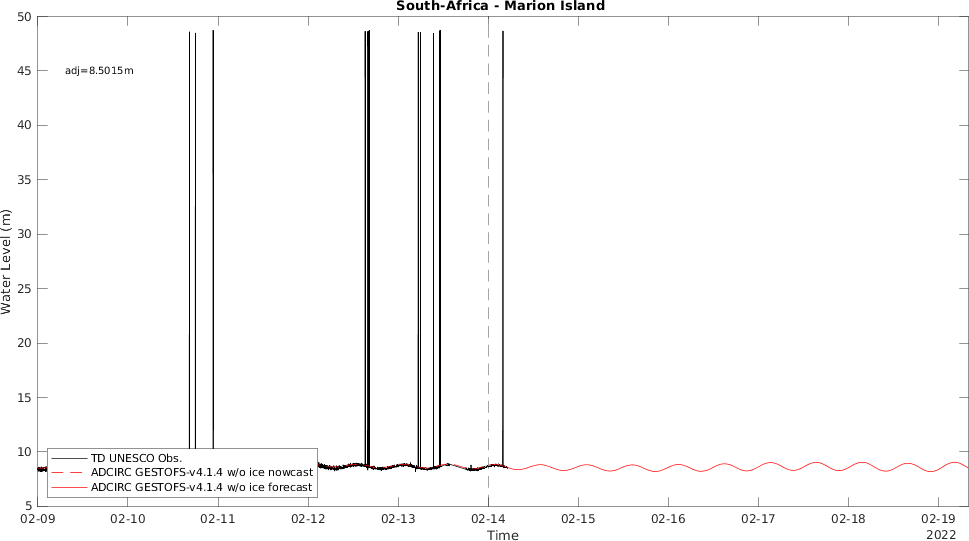 South-Africa - Marion Island
50
45
40
35
30
25
20
15
10
5
adj=8.5015m
Water Level (m)
TD UNESCO Obs.
ADCIRC GESTOFS-v4.1.4 w/o ice nowcast
ADCIRC GESTOFS-v4.1.4 w/o ice forecast
02-09 02-10 02-11 02-12 02-13 02-14 02-15 02-16 02-17 02-18 02-19
Time
2022